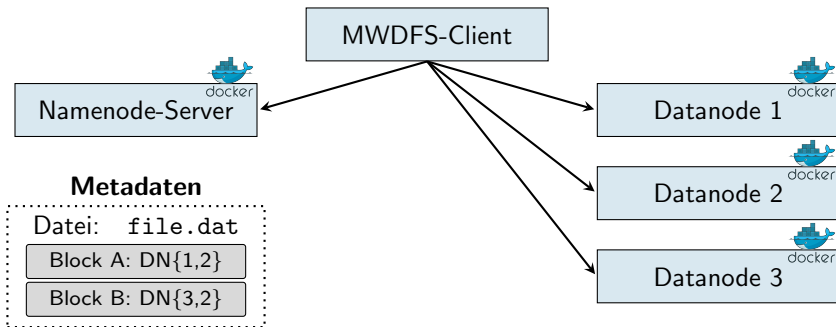 MWDFS-Client
docker
Namenode-Server
docker
Datanode 1
docker
Datanode 2
docker
Datanode 3
Metadaten
Datei: file.dat
Block A: DN{1,2}
Block B: DN{3,2}